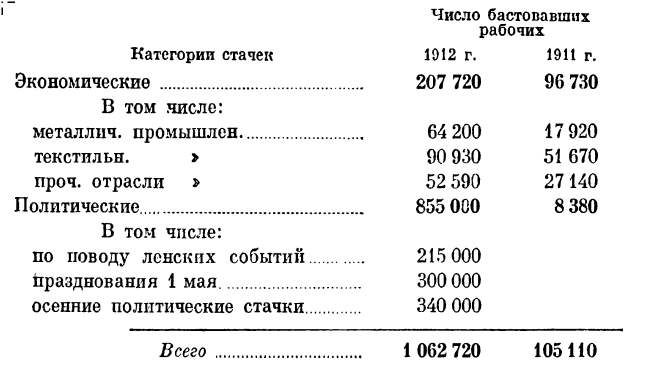 Число бастовавших
рабочих
Категории стачек 1912 г. 1911 г.
Экономические 207 720 96 730
В том числе:
металлич. промышлен. 64 200 17 920
текстильн. » 90 930 51 670
проч. отрасли » 52 590 27 140
Политические 855 000 8 380
В том числе:
по поводу ленских событий 215 000
празднования 1 мая 300 000
осенние политические стачки 340 000
Всего 1 062 720 105 110